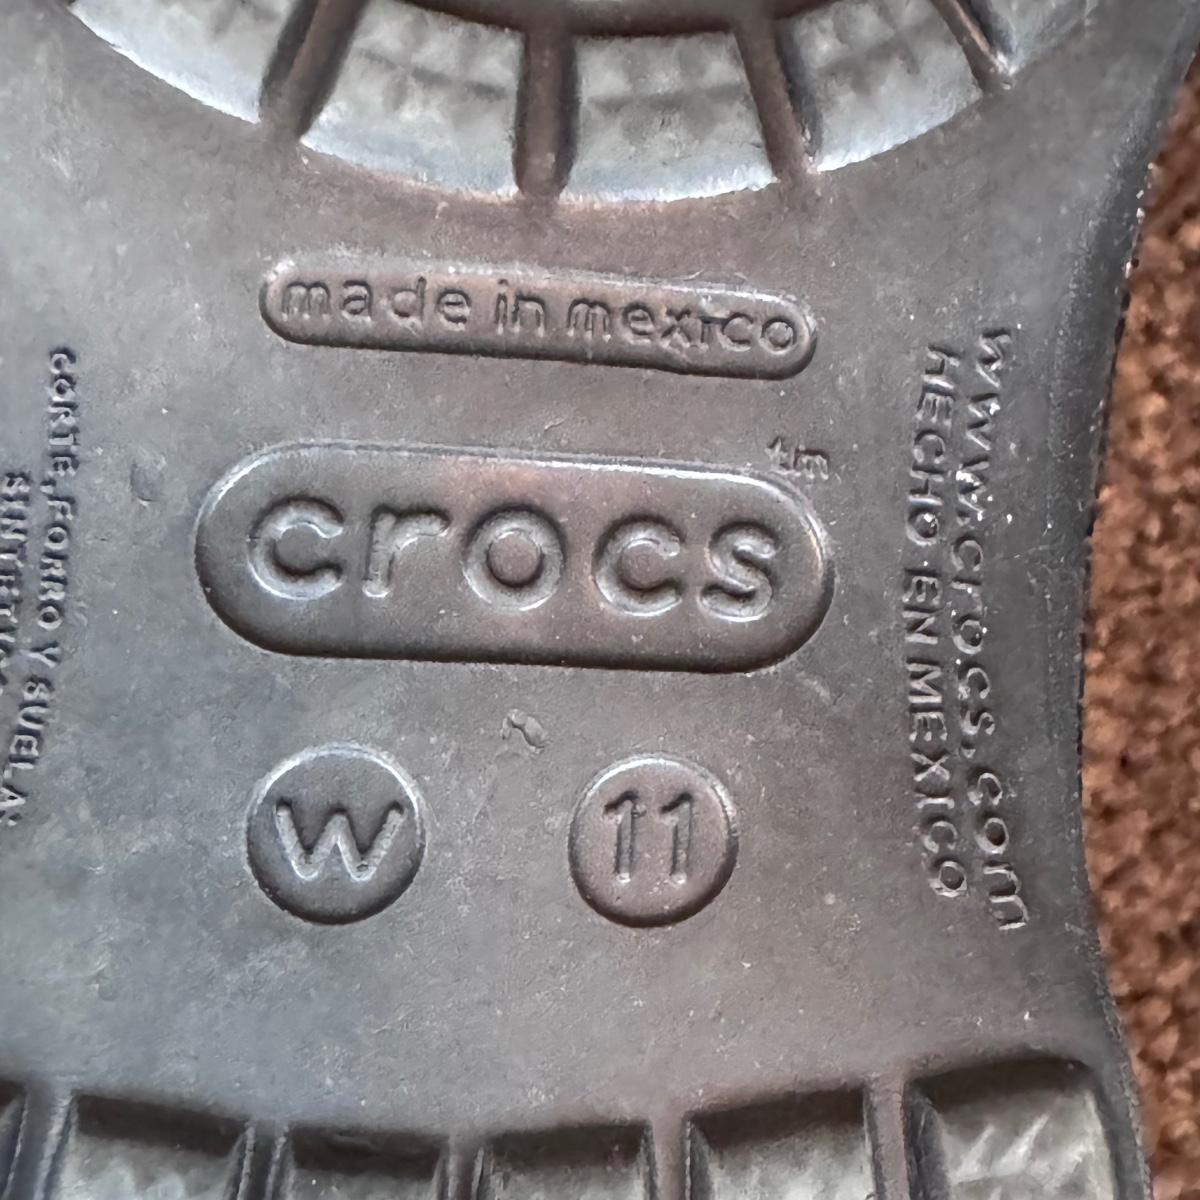 made in mexico
crocs tm
W 11
www.crocs.com
HECHO EN MEXICO
CORTE, FORRO Y SUELA